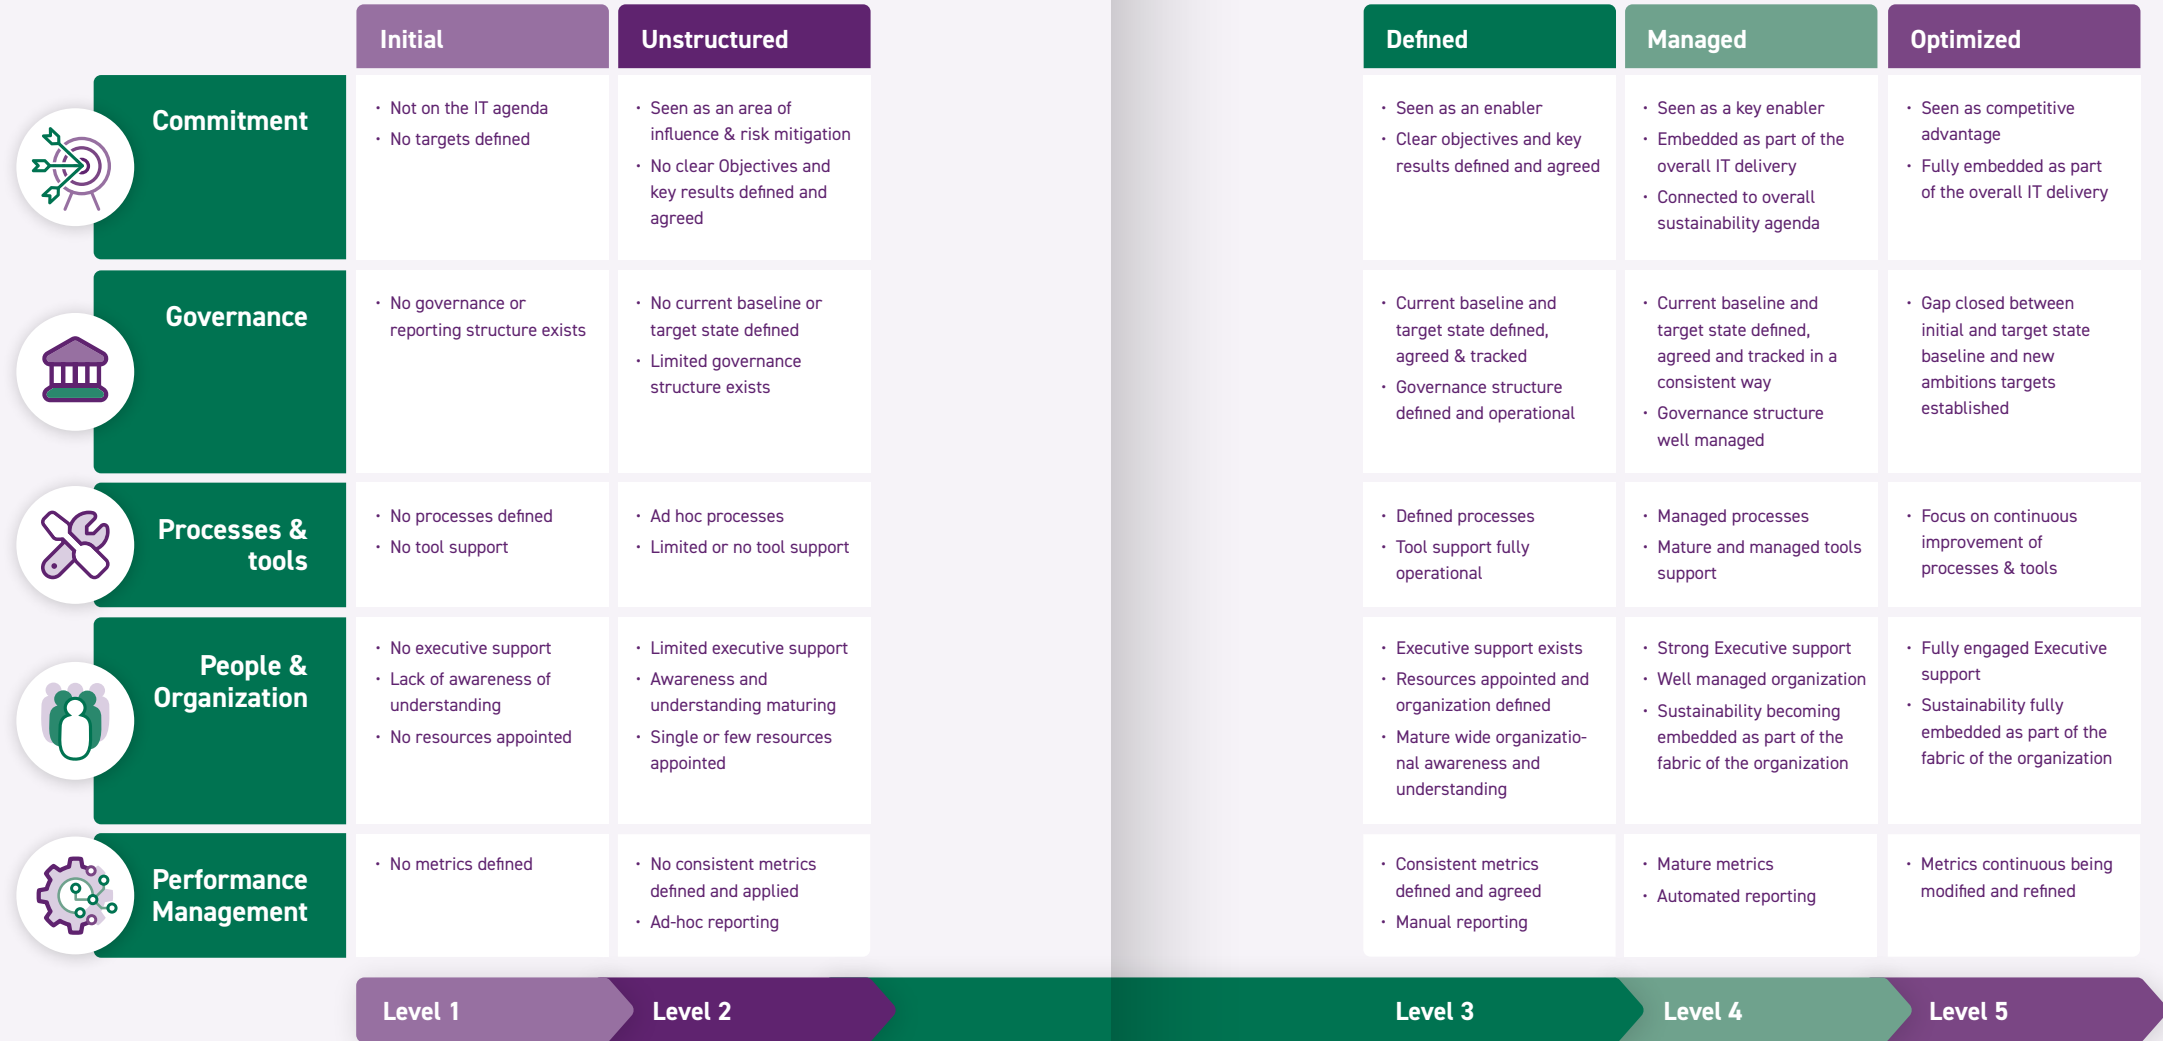 Initial
Unstructured
Defined
Managed
Optimized
Commitment
• Not on the IT agenda
• No targets defined
• Seen as an area of
influence & risk mitigation
• No clear Objectives and
key results defined and
agreed
• Seen as an enabler
• Clear objectives and key
results defined and agreed
• Seen as a key enabler
• Embedded as part of the
overall IT delivery
• Connected to overall
sustainability agenda
• Seen as competitive
advantage
• Fully embedded as part
of the overall IT delivery
Governance
• No governance or
reporting structure exists
• No current baseline or
target state defined
• Limited governance
structure exists
• Current baseline and
target state defined,
agreed & tracked
• Governance structure
defined and operational
• Current baseline and
target state defined,
agreed and tracked in a
consistent way
• Governance structure
well managed
• Gap closed between
initial and target state
baseline and new
ambitions targets
established
Processes &
tools
• No processes defined
• No tool support
• Ad hoc processes
• Limited or no tool support
• Defined processes
• Tool support fully
operational
• Managed processes
• Mature and managed tools
support
• Focus on continuous
improvement of
processes & tools
People &
Organization
• No executive support
• Lack of awareness of
understanding
• No resources appointed
• Limited executive support
• Awareness and
understanding maturing
• Single or few resources
appointed
• Executive support exists
• Resources appointed and
organization defined
• Mature wide organizatio-
nal awareness and
understanding
• Strong Executive support
• Well managed organization
• Sustainability becoming
embedded as part of the
fabric of the organization
• Fully engaged Executive
support
• Sustainability fully
embedded as part of the
fabric of the organization
Performance
Management
• No metrics defined
• No consistent metrics
defined and applied
• Ad-hoc reporting
• Consistent metrics
defined and agreed
• Manual reporting
• Mature metrics
• Automated reporting
• Metrics continuous being
modified and refined
Level 1
Level 2
Level 3
Level 4
Level 5